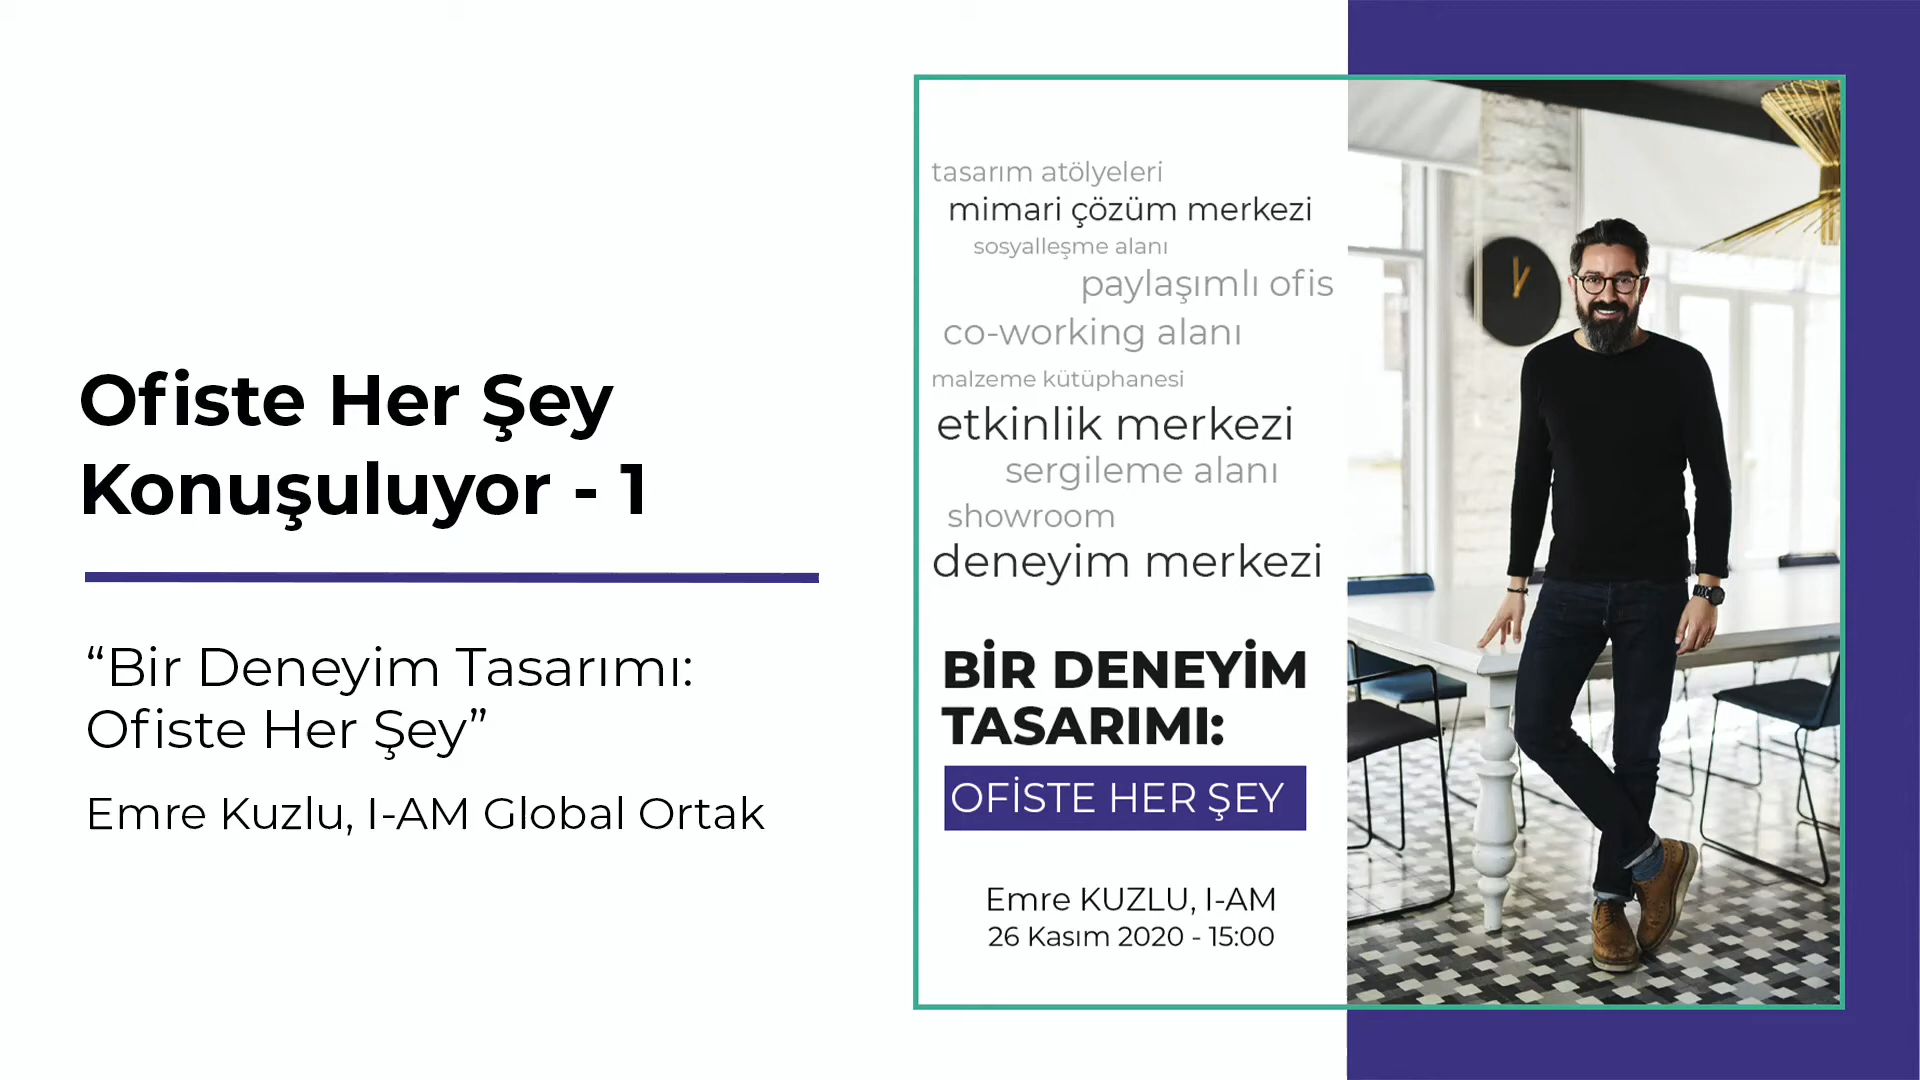 Ofiste Her Şey
Konuşuluyor - 1
“Bir Deneyim Tasarımı:
Ofiste Her Şey”
Emre Kuzlu, I-AM Global Ortak
tasarım atölyeleri
mimari çözüm merkezi
sosyalleşme alanı
paylaşımlı ofis
co-working alanı
malzeme kütüphanesi
etkinlik merkezi
sergileme alanı
showroom
deneyim merkezi
BİR DENEYİM
TASARIMI:
OFİSTE HER ŞEY
Emre KUZLU, I-AM
26 Kasım 2020 - 15:00